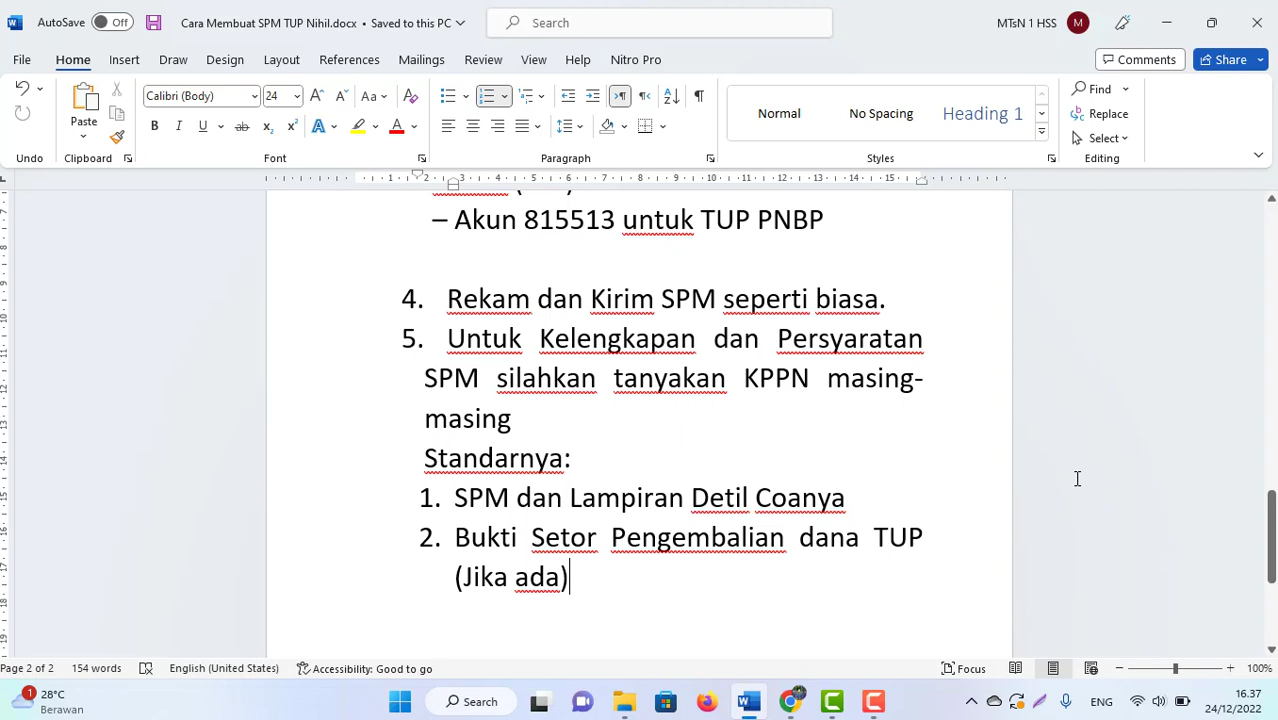 AutoSave Off Cara Membuat SPM TUP Nihil.docx • Saved to this PC Search MTsN 1 HSS M
File Home Insert Draw Design Layout References Mailings Review View Help Nitro Pro Comments Share
Paste Calibri (Body) 24 Aa Normal No Spacing Heading 1 Find
Replace
Select
Undo Clipboard Font Paragraph Styles Editing
– Akun 815513 untuk TUP PNBP
4. Rekam dan Kirim SPM seperti biasa.
5. Untuk Kelengkapan dan Persyaratan
SPM silahkan tanyakan KPPN masing-
masing
Standarnya:
1. SPM dan Lampiran Detil Coanya
2. Bukti Setor Pengembalian dana TUP
(Jika ada)
Page 2 of 2 154 words English (United States) Accessibility: Good to go Focus 100%
1 28°C
Berawan
Search
16.37
24/12/2022